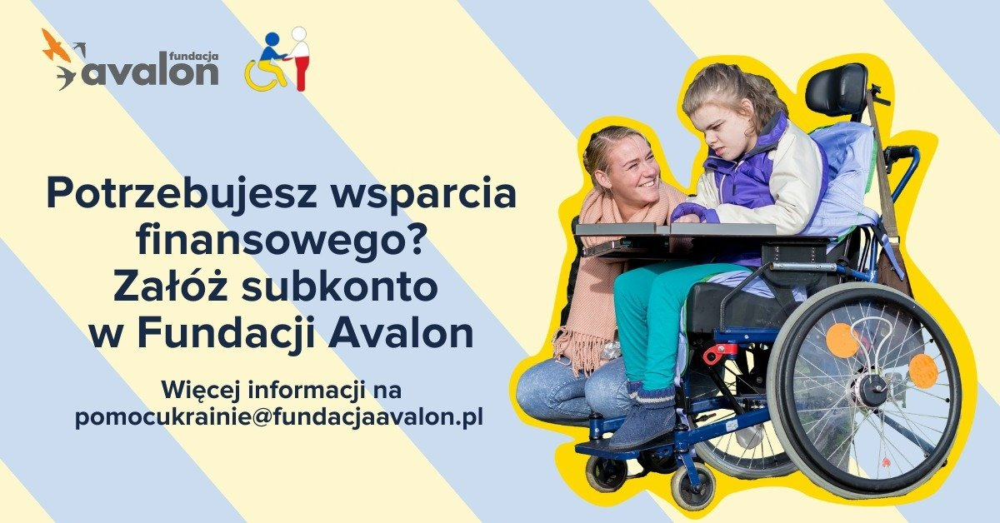 fundacja
avalon
Potrzebujesz wsparcia
finansowego?
Załóż subkonto
w Fundacji Avalon
Więcej informacji na
pomocukrainie@fundacjaavalon.pl